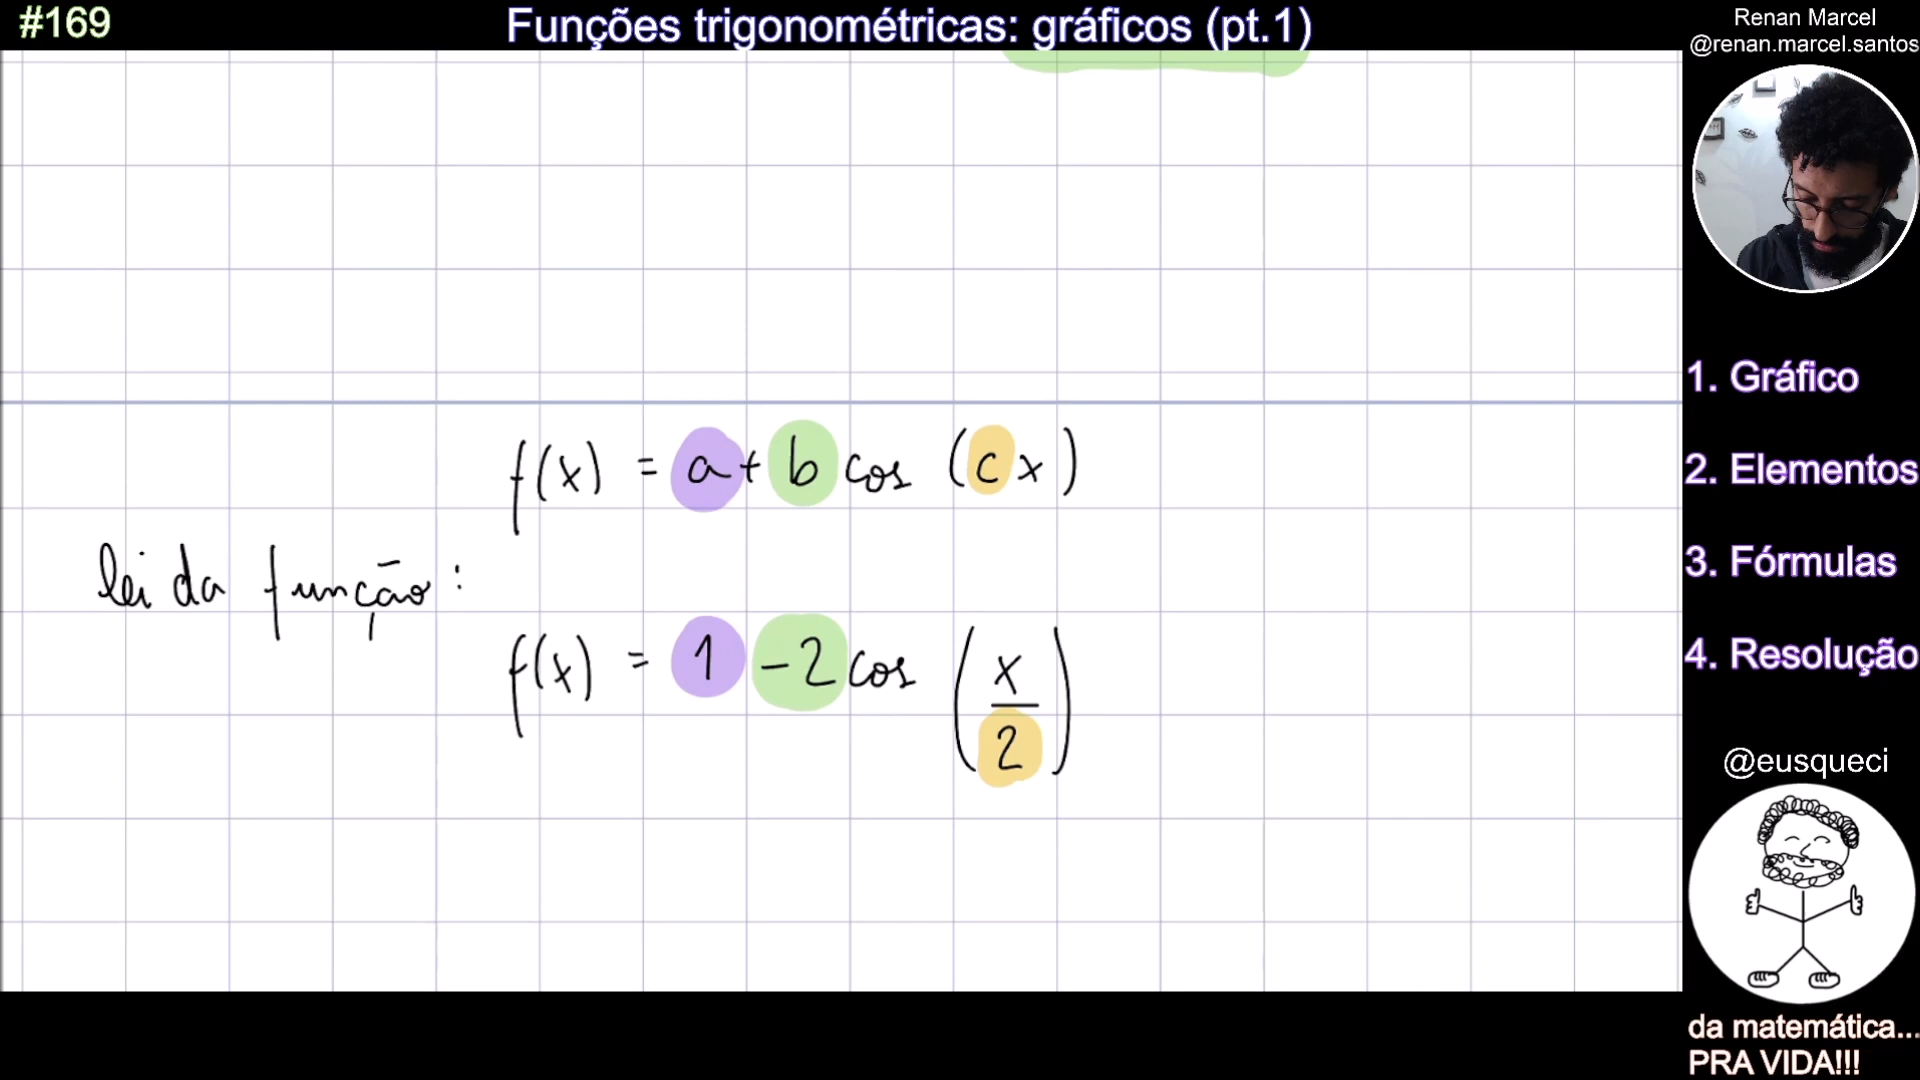 #169
Funções trigonométricas: gráficos (pt.1)
Renan Marcel
@renan.marcel.santos
f(x) = a + b cos (c x)
lei da função:
f(x) = 1 - 2 cos (x/2)
1. Gráfico
2. Elementos
3. Fórmulas
4. Resolução
@eusqueci
da matemática...
PRA VIDA!!!